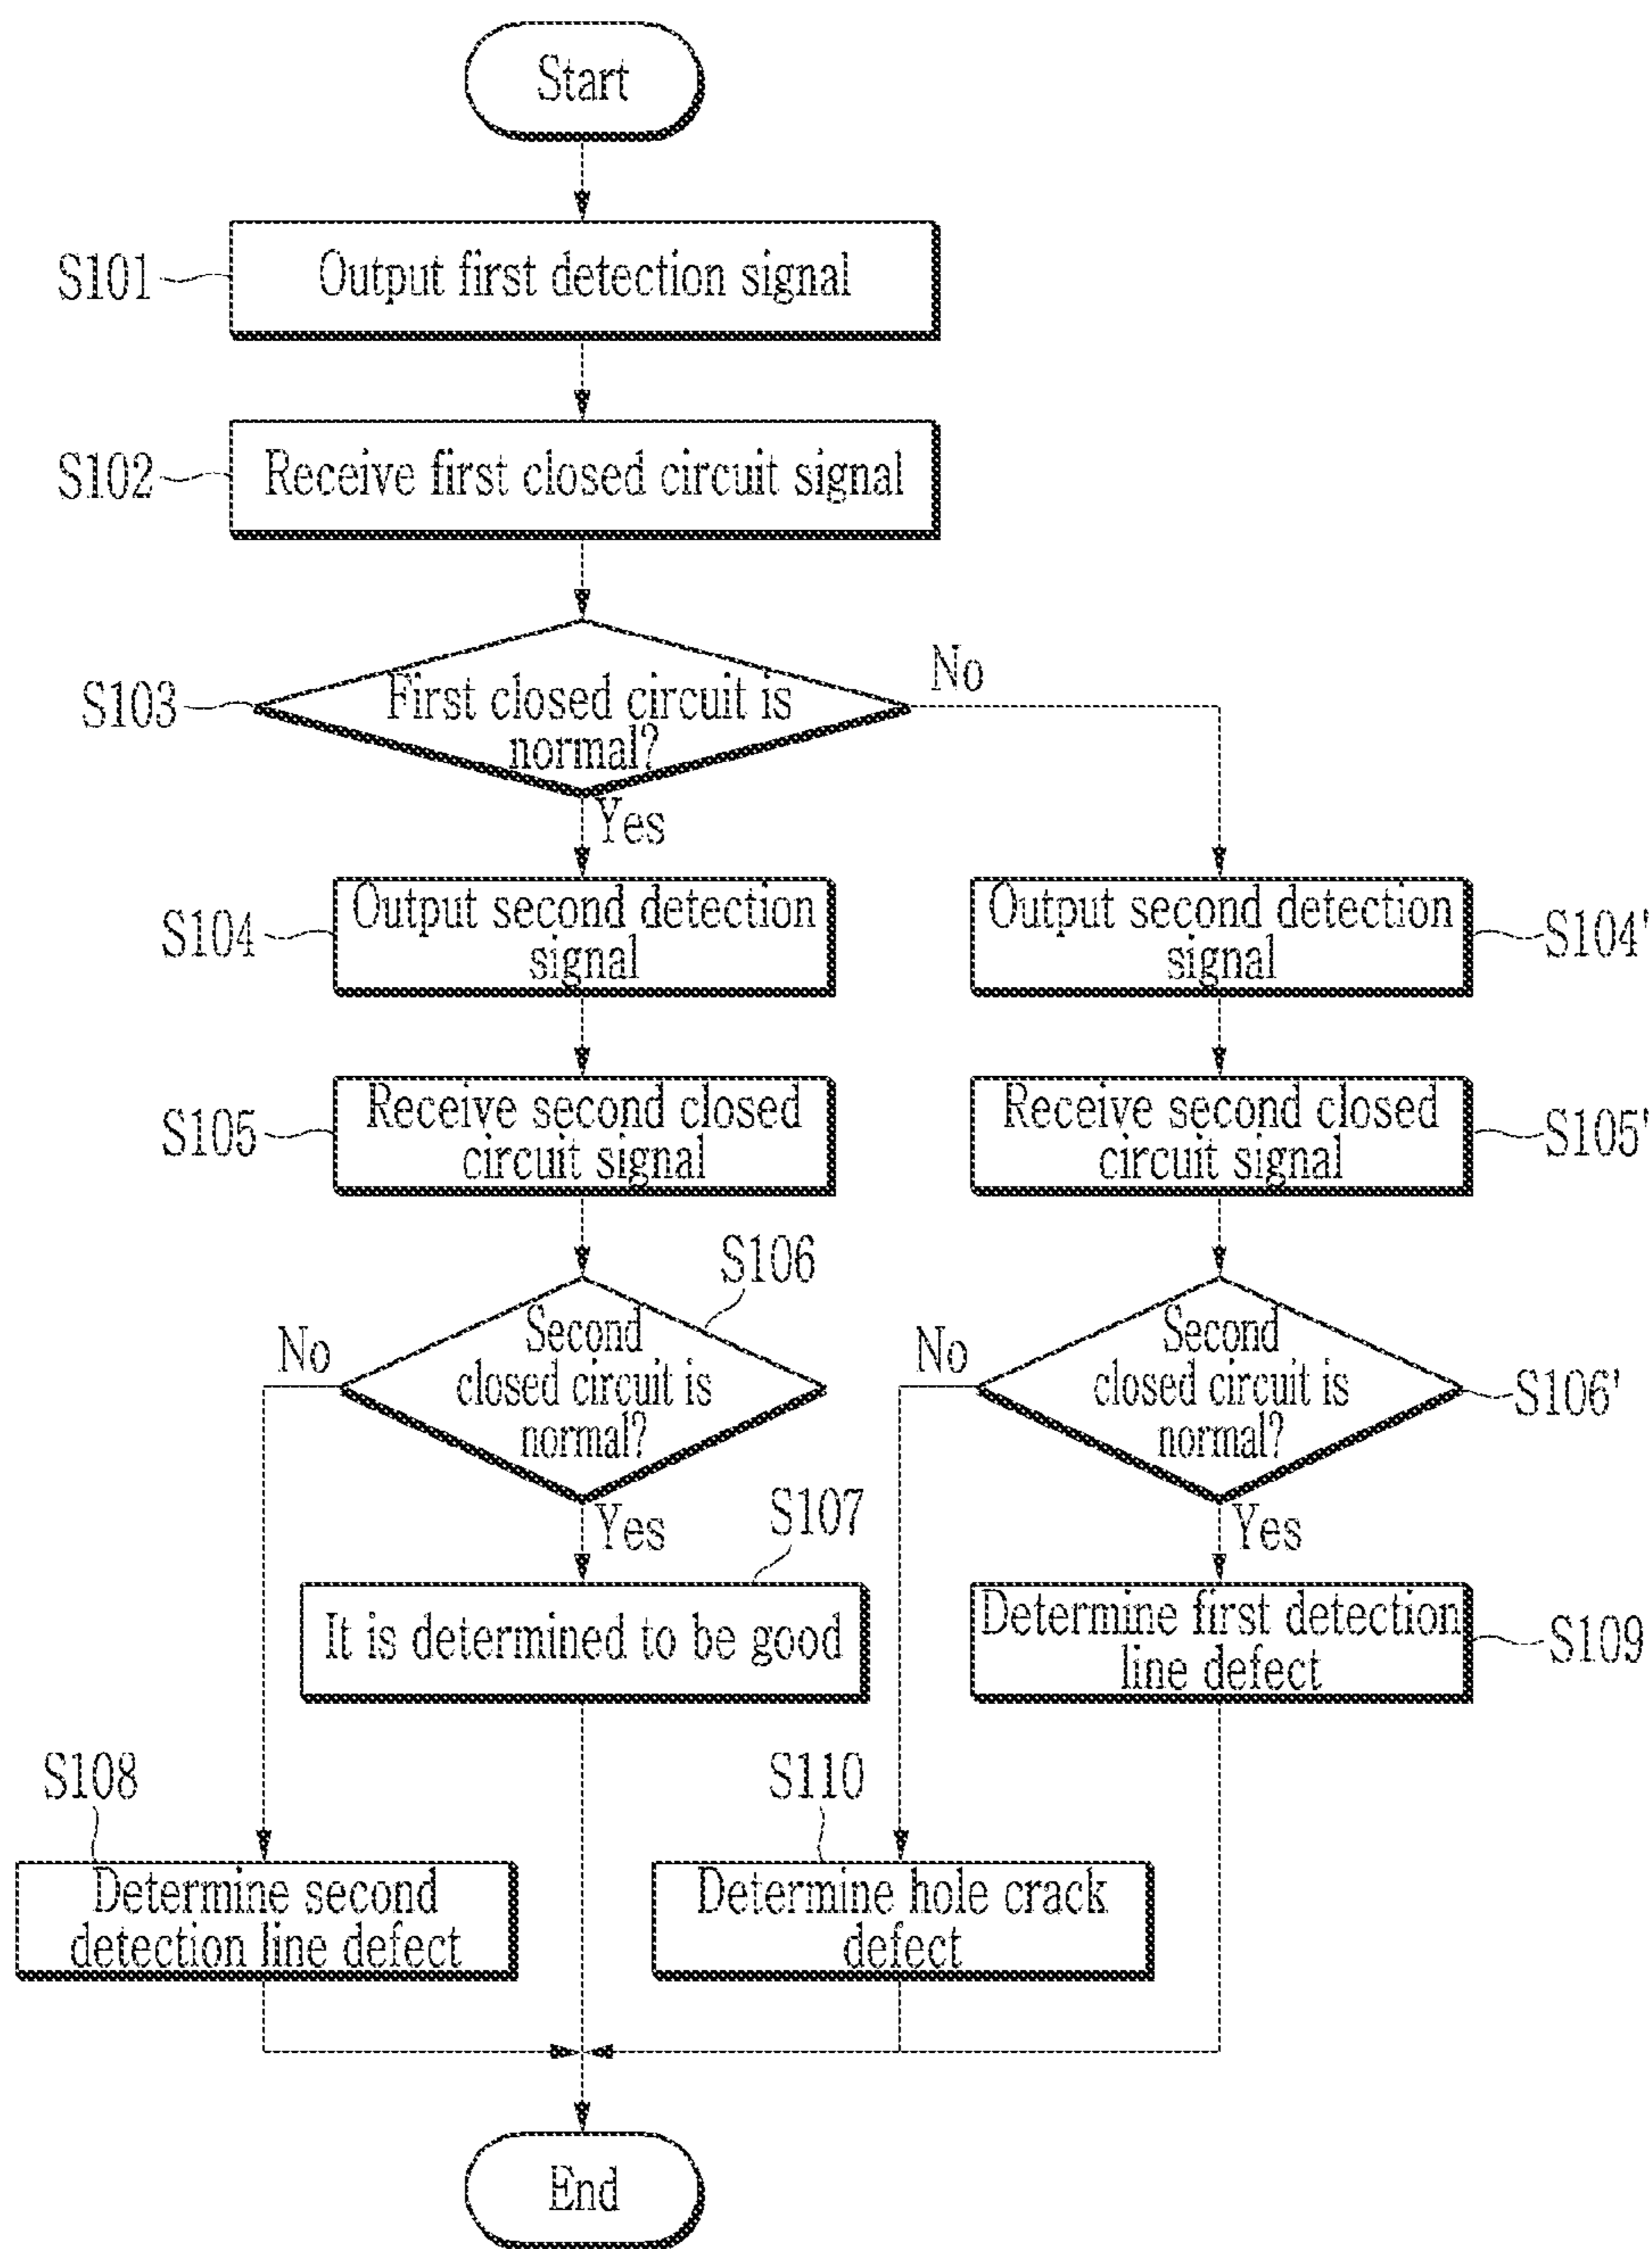 Start
S101
Output first detection signal
S102
Receive first closed circuit signal
S103
First closed circuit is
normal?
No
Yes
S104
Output second detection
signal
Output second detection
signal
S104'
S105
Receive second closed
circuit signal
Receive second closed
circuit signal
S105'
S106
No
Second
closed circuit is
normal?
No
Second
closed circuit is
normal?
S106'
Yes
S107
Yes
It is determined to be good
Determine first detection
line defect
S109
S108
S110
Determine second
detection line defect
Determine hole crack
defect
End